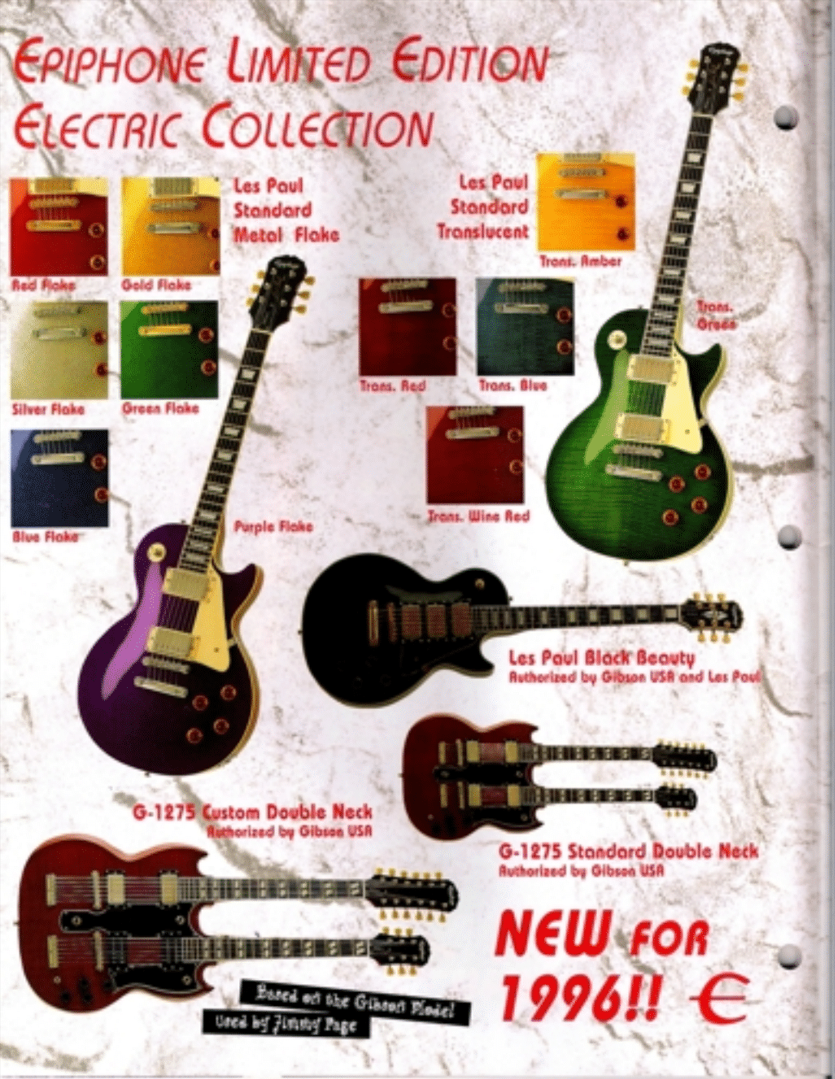 EPIPHONE LIMITED EDITION
ELECTRIC COLLECTION
Les Paul
Standard
Metal Flake
Red Flake
Gold Flake
Silver Flake
Green Flake
Blue Flake
Purple Flake
Les Paul
Standard
Translucent
Trans. Amber
Trans.
Green
Trans. Red
Trans. Blue
Trans. Wine Red
Les Paul Black Beauty
Authorized by Gibson USA and Les Paul
G-1275 Custom Double Neck
Authorized by Gibson USA
G-1275 Standard Double Neck
Authorized by Gibson USA
Based on the Gibson Model
Used by Jimmy Page
NEW FOR
1996!! €